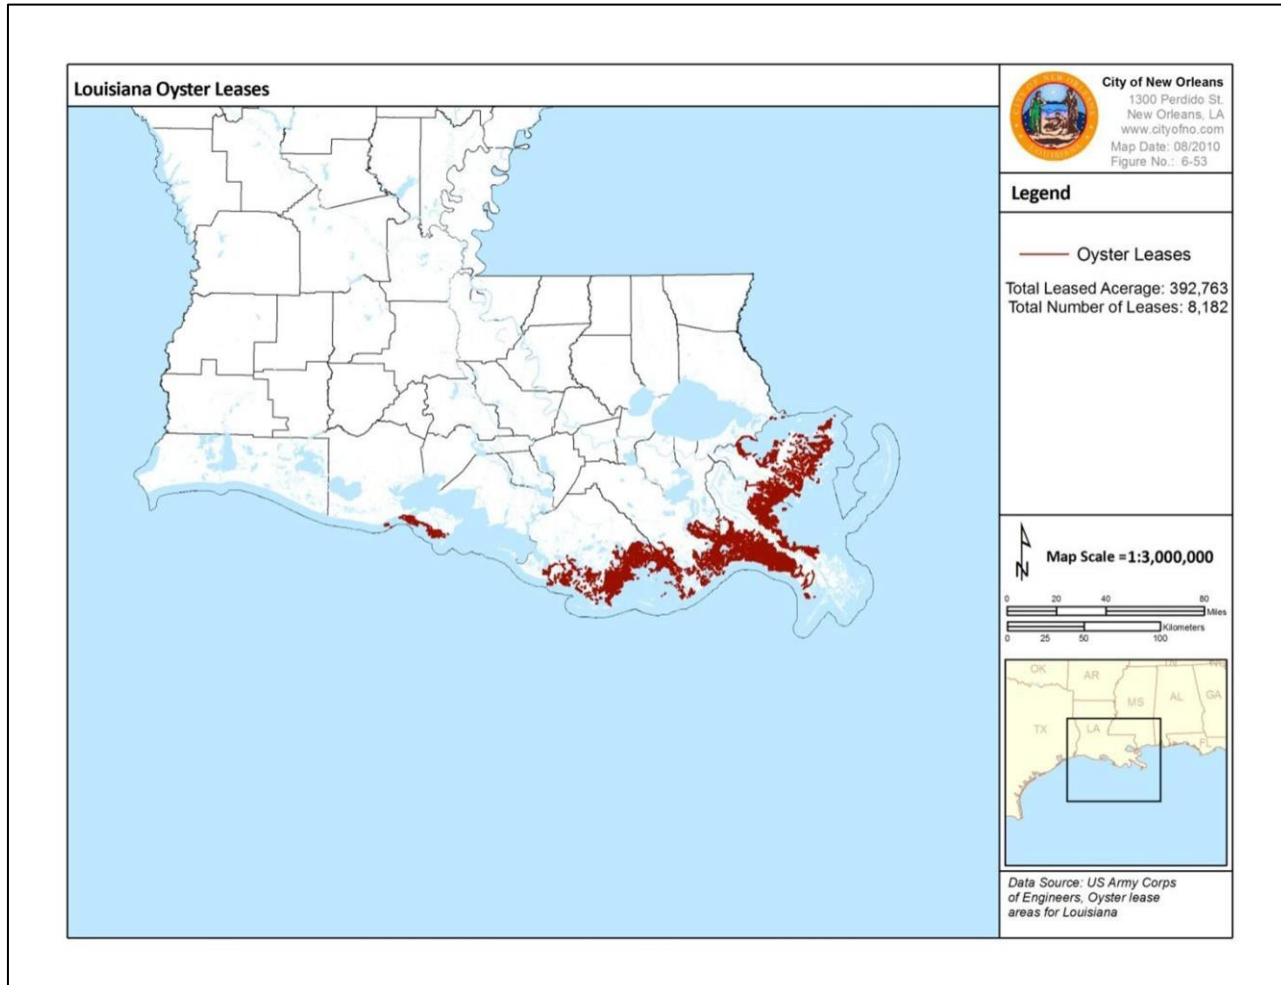 Louisiana Oyster Leases
City of New Orleans
1300 Perdido St.
New Orleans, LA
www.cityofno.com
Map Date: 08/2010
Figure No.: 6-53
Legend
Oyster Leases
Total Leased Acerage: 392,763
Total Number of Leases: 8,182
N
Map Scale =1:3,000,000
0 20 40 80
Miles
Kilometers
0 25 50 100
OK
AR
TN
MS
AL
GA
TX
LA
FL
Data Source: US Army Corps
of Engineers, Oyster lease
areas for Louisiana